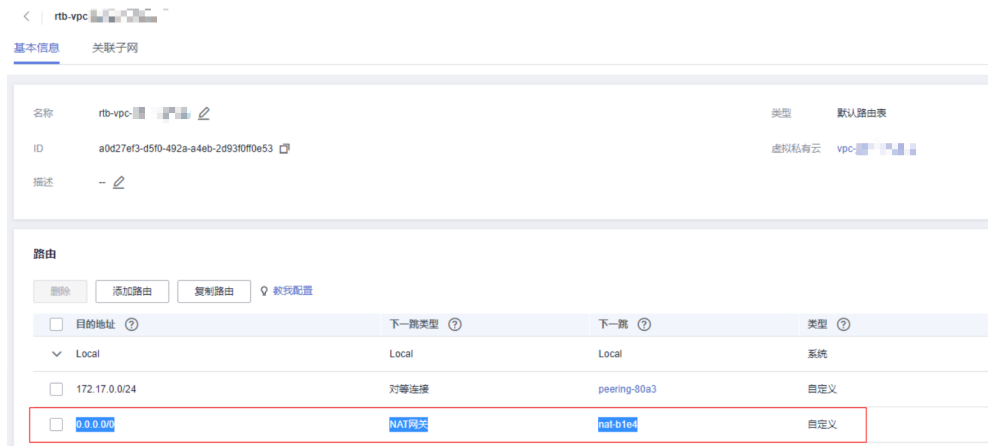 rtb-vpc
基本信息 关联子网
名称 rtb-vpc- 类型 默认路由表
ID a0d27ef3-d5f0-492a-a4eb-2d93f0ff0e53 虚拟私有云 vpc-
描述 --
路由
删除 添加路由 复制路由 教我配置
目的地址 ? 下一跳类型 ? 下一跳 ? 类型 ?
Local Local Local 系统
172.17.0.0/24 对等连接 peering-80a3 自定义
0.0.0.0/0 NAT网关 nat-b1e4 自定义